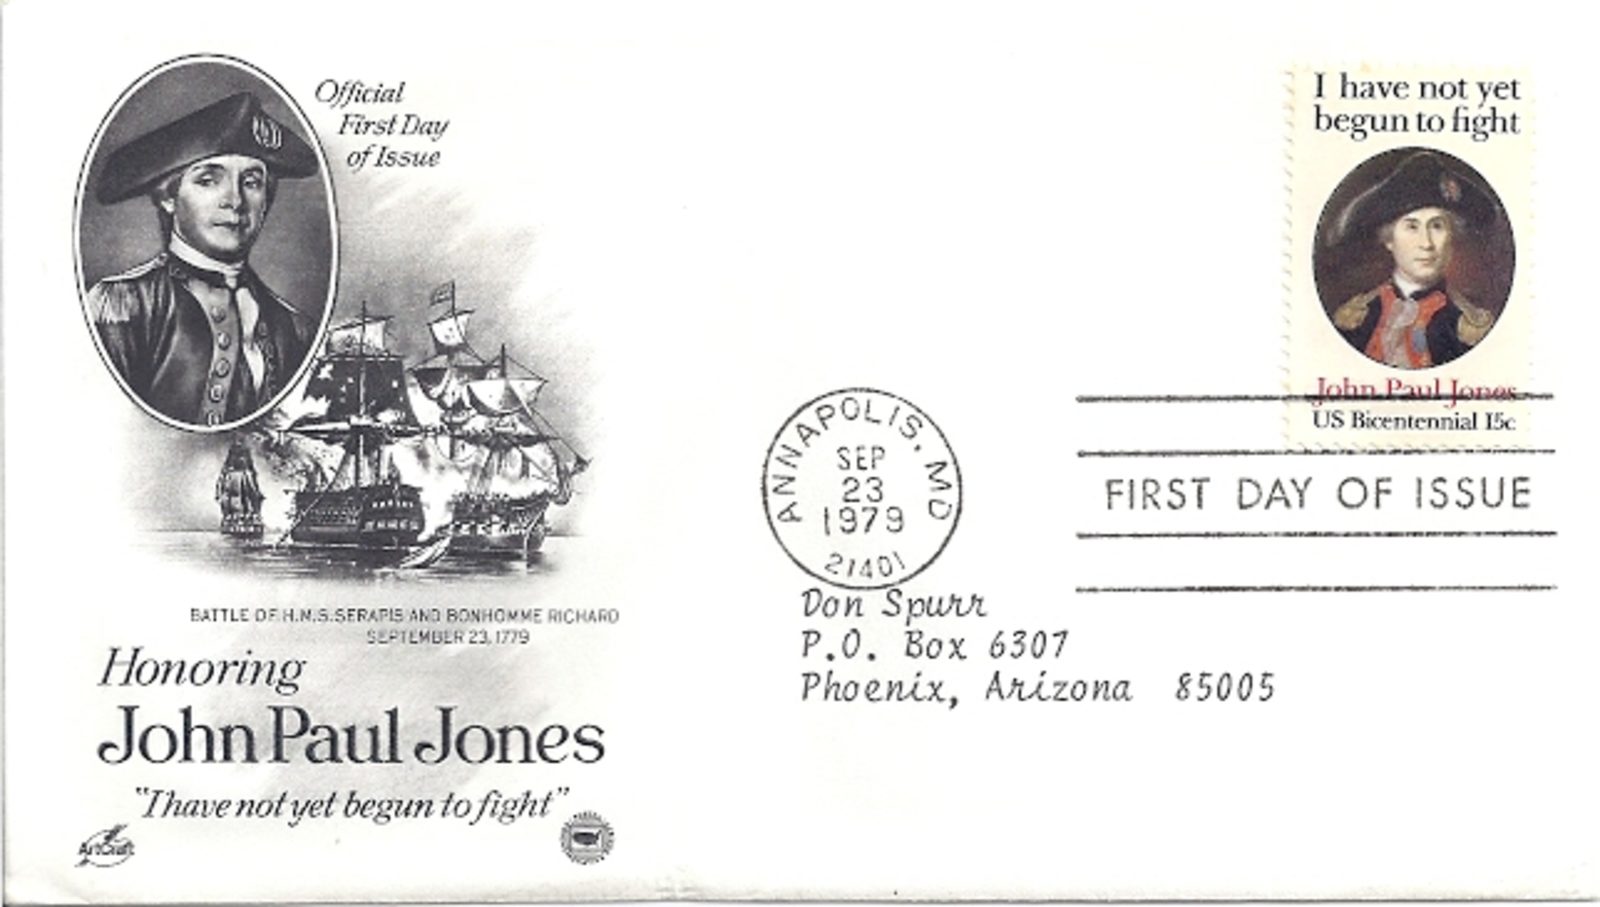 Official
First Day
of Issue
BATTLE OF H.M.S. SERAPIS AND BONHOMME RICHARD
SEPTEMBER 23, 1779
Honoring
John Paul Jones
"I have not yet begun to fight"
ArtCraft
I have not yet
begun to fight
John Paul Jones
US Bicentennial 15c
ANNAPOLIS, MD
SEP
23
1979
21401
FIRST DAY OF ISSUE
Don Spurr
P.O. Box 6307
Phoenix, Arizona 85005